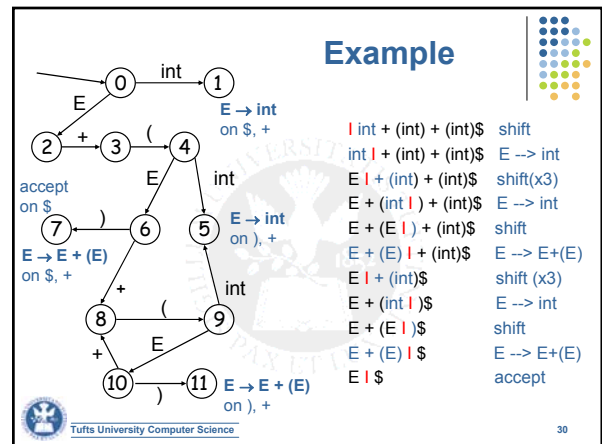 Example
0 int 1
E
E → int
on $, +
2 + 3 ( 4
accept
on $
E
int
7 ) 6
5
E → int
on ), +
E → E + (E)
on $, +
+
int
8 ( 9
+
E
10 ) 11
E → E + (E)
on ), +
I int + (int) + (int)$ shift
int I + (int) + (int)$ E --> int
E I + (int) + (int)$ shift(x3)
E + (int I ) + (int)$ E --> int
E + (E I ) + (int)$ shift
E + (E) I + (int)$ E --> E+(E)
E I + (int)$ shift (x3)
E + (int I )$ E --> int
E + (E I )$ shift
E + (E) I $ E --> E+(E)
E I $ accept
Tufts University Computer Science 30